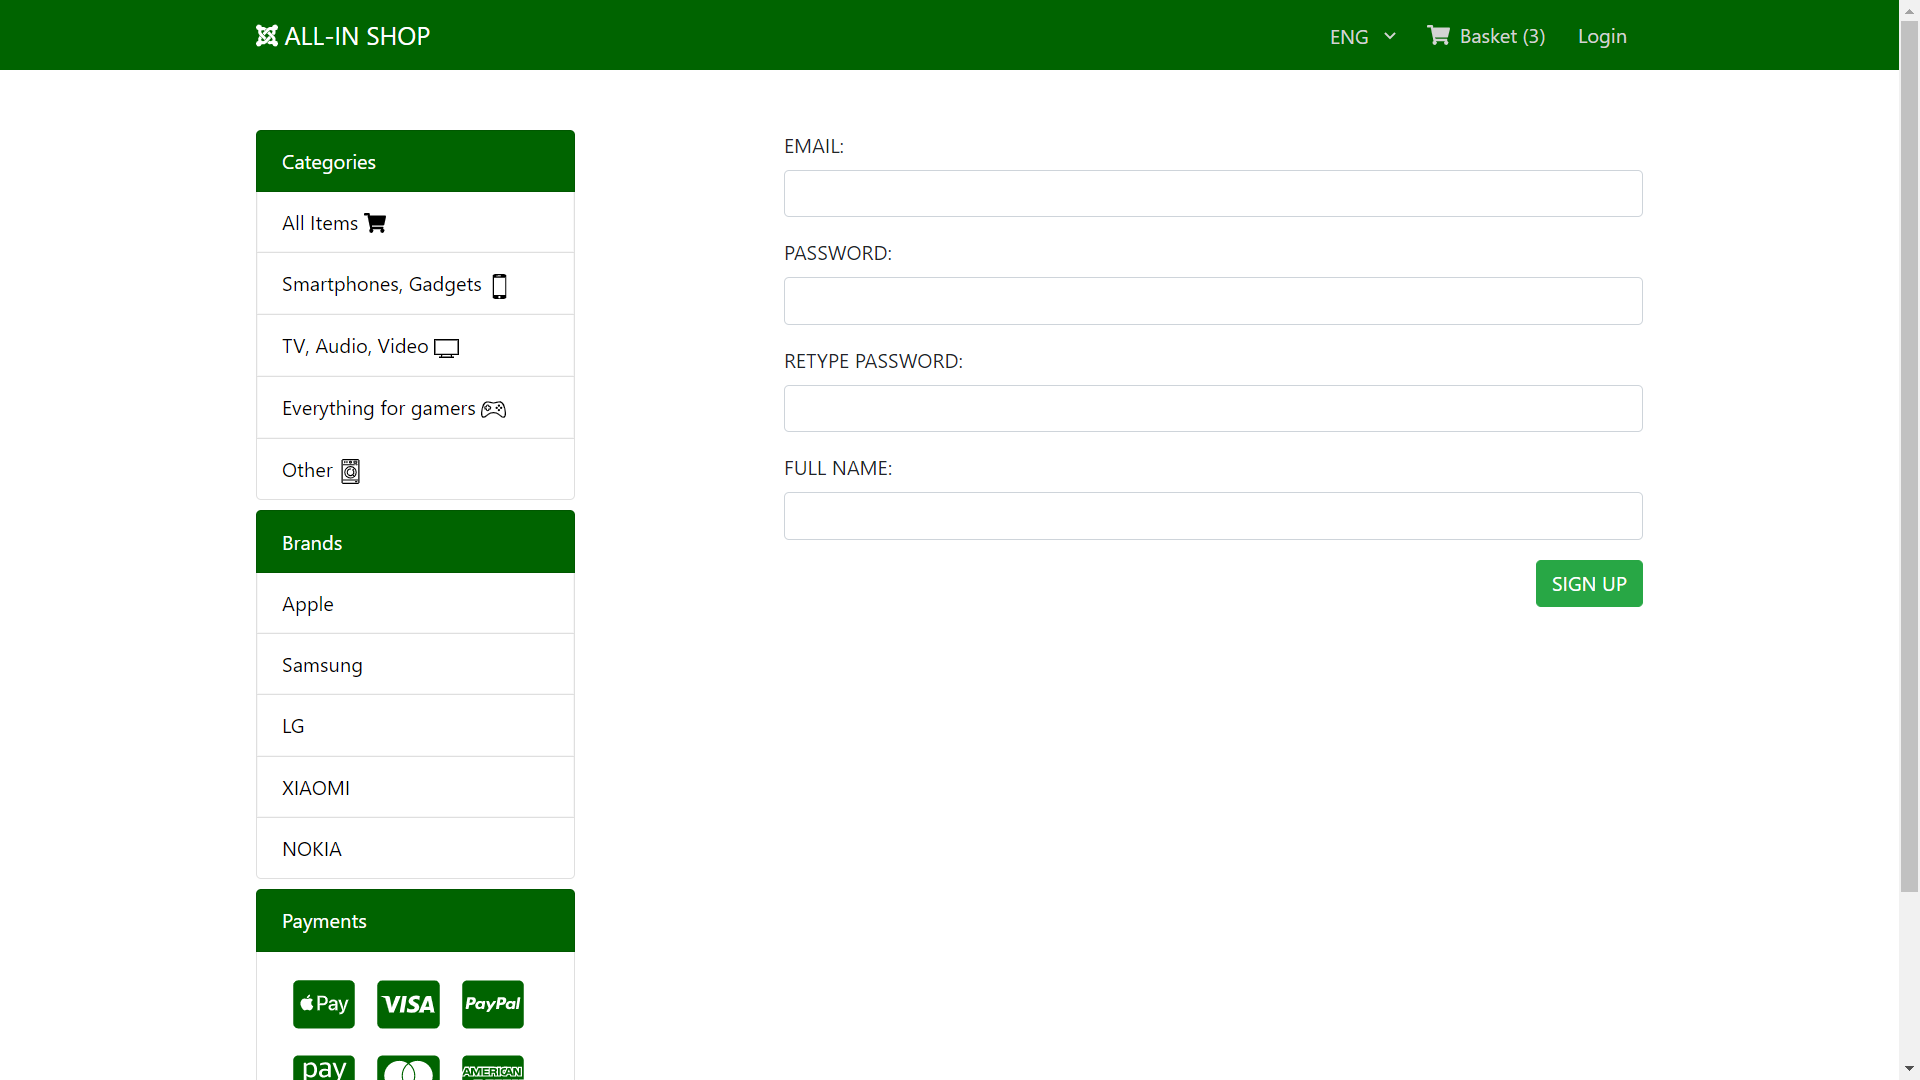 ALL-IN SHOP
ENG
Basket (3)
Login
Categories
All Items
Smartphones, Gadgets
TV, Audio, Video
Everything for gamers
Other
Brands
Apple
Samsung
LG
XIAOMI
NOKIA
Payments
Pay
VISA
PayPal
pay
AMERICAN
EMAIL:
PASSWORD:
RETYPE PASSWORD:
FULL NAME:
SIGN UP